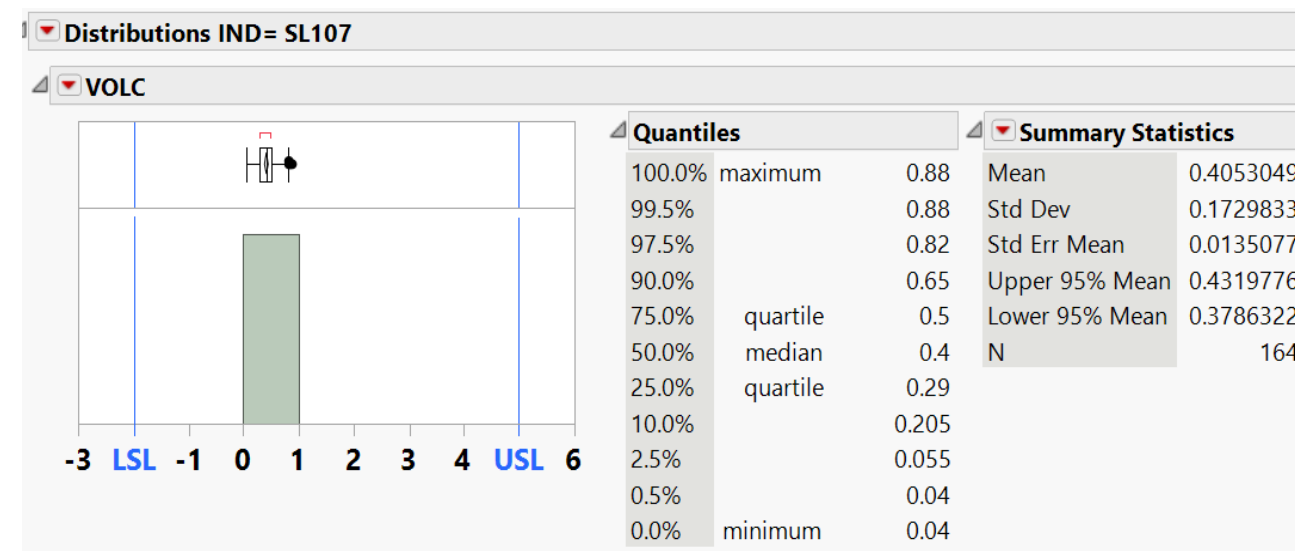 Distributions IND= SL107
VOLC
Quantiles
100.0% maximum 0.88
99.5% 0.88
97.5% 0.82
90.0% 0.65
75.0% quartile 0.5
50.0% median 0.4
25.0% quartile 0.29
10.0% 0.205
2.5% 0.055
0.5% 0.04
0.0% minimum 0.04
Summary Statistics
Mean 0.4053049
Std Dev 0.1729833
Std Err Mean 0.0135077
Upper 95% Mean 0.4319776
Lower 95% Mean 0.3786322
N 164
-3 LSL -1 0 1 2 3 4 USL 6